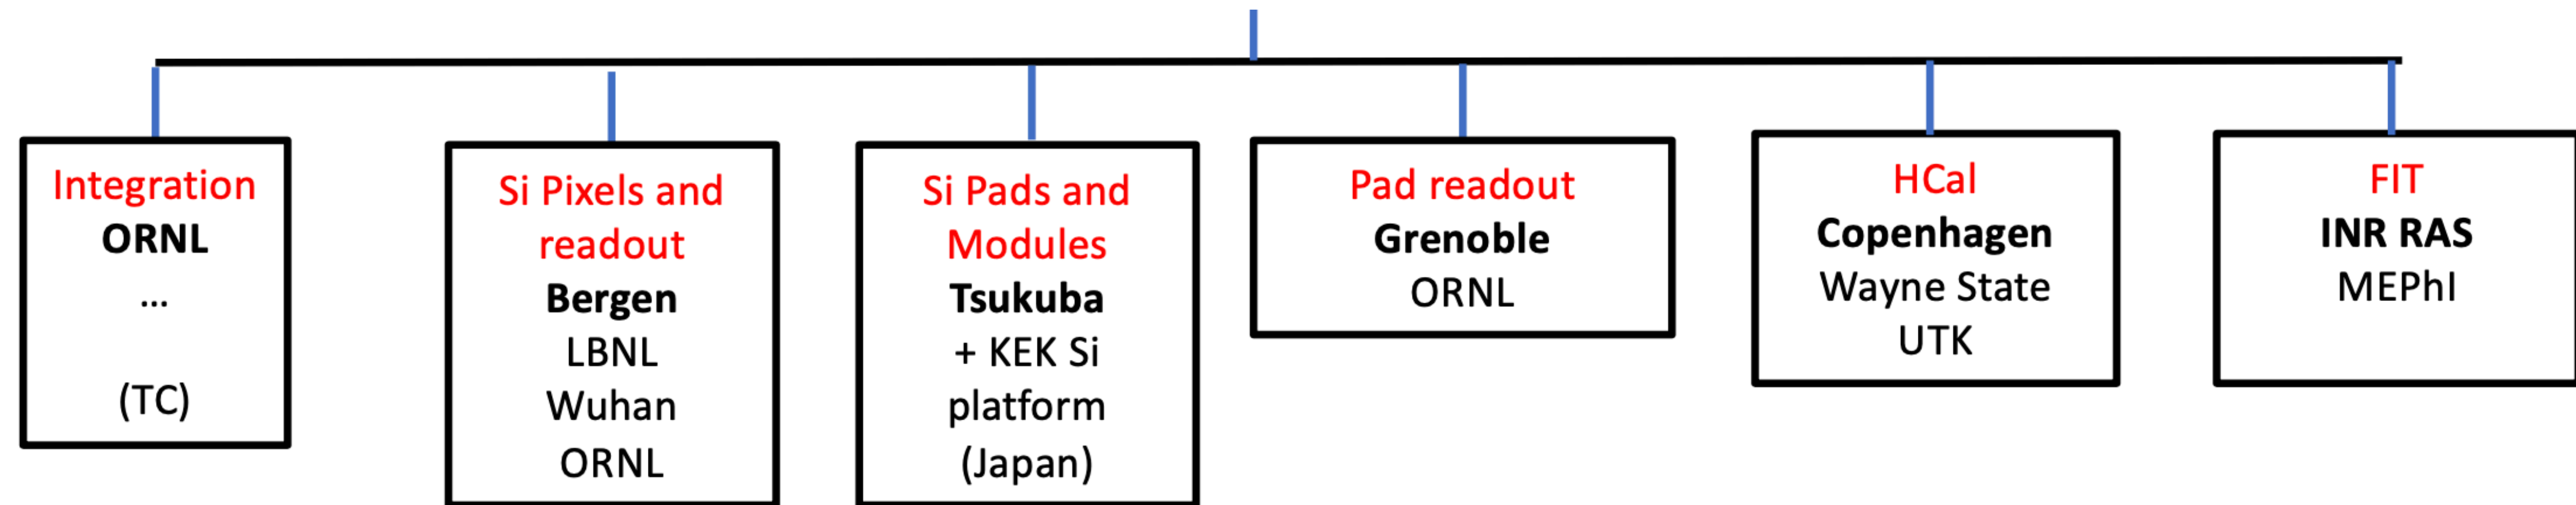 Integration
ORNL
...
(TC)
Si Pixels and
readout
Bergen
LBNL
Wuhan
ORNL
Si Pads and
Modules
Tsukuba
+ KEK Si
platform
(Japan)
Pad readout
Grenoble
ORNL
HCal
Copenhagen
Wayne State
UTK
FIT
INR RAS
MEPhI